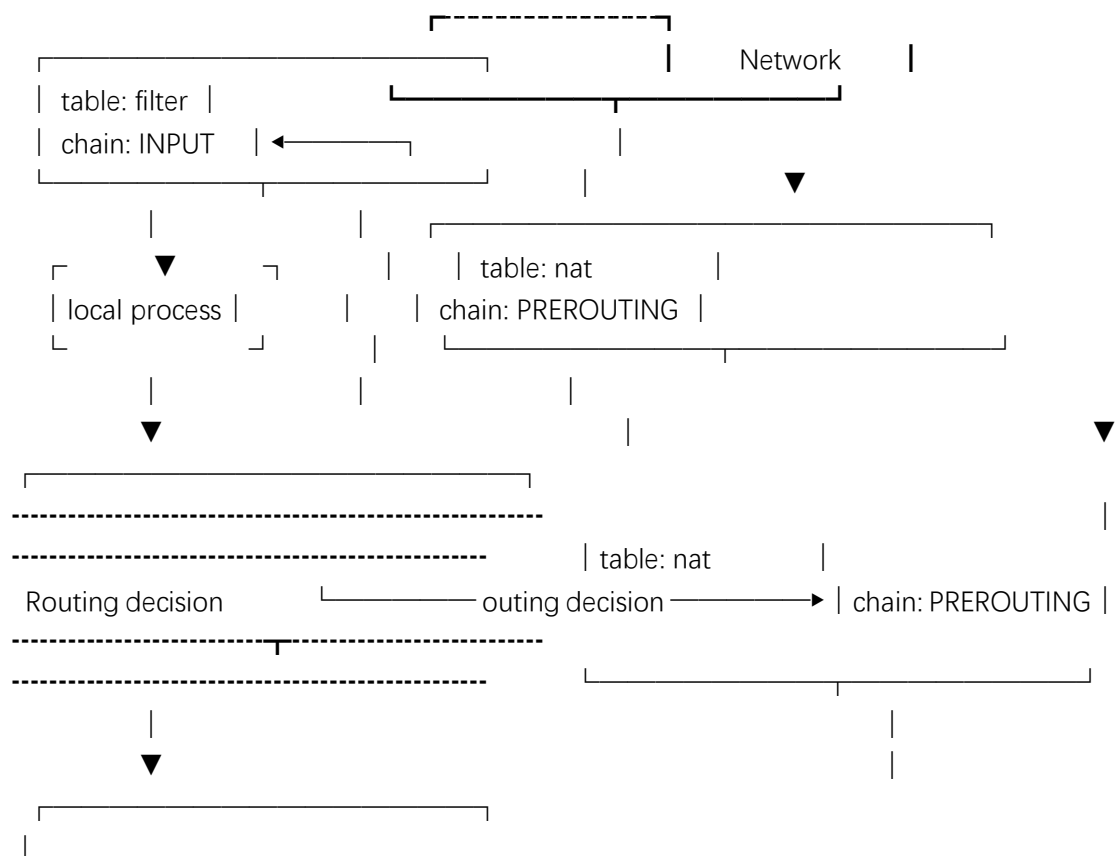 Network
table: filter
chain: INPUT
table: nat
local process
chain: PREROUTING
table: nat
Routing decision outing decision chain: PREROUTING